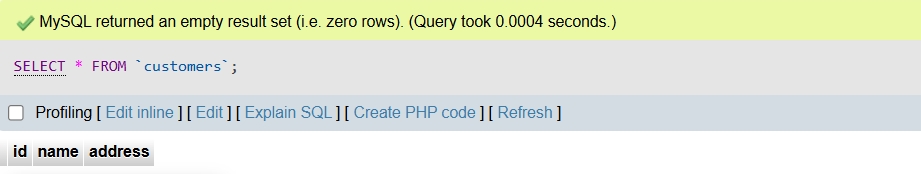 MySQL returned an empty result set (i.e. zero rows). (Query took 0.0004 seconds.)
SELECT * FROM `customers`;
Profiling [ Edit inline ] [ Edit ] [ Explain SQL ] [ Create PHP code ] [ Refresh ]
id name address